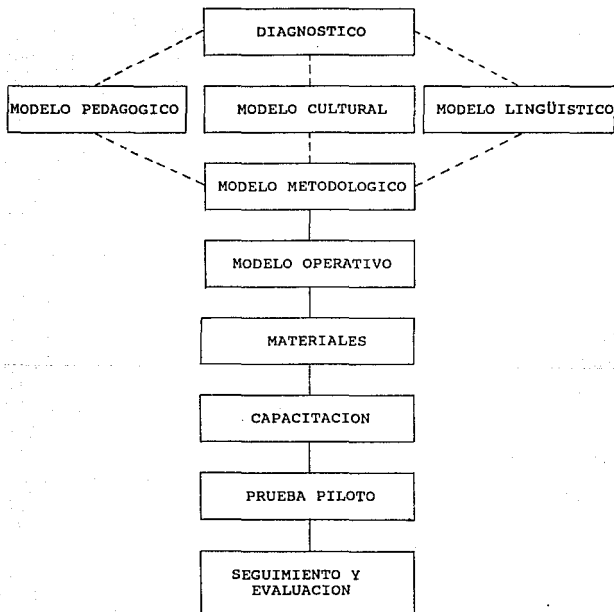 DIAGNOSTICO
MODELO PEDAGOGICO
MODELO CULTURAL
MODELO LINGÜISTICO
MODELO METODOLOGICO
MODELO OPERATIVO
MATERIALES
CAPACITACION
PRUEBA PILOTO
SEGUIMIENTO Y
EVALUACION